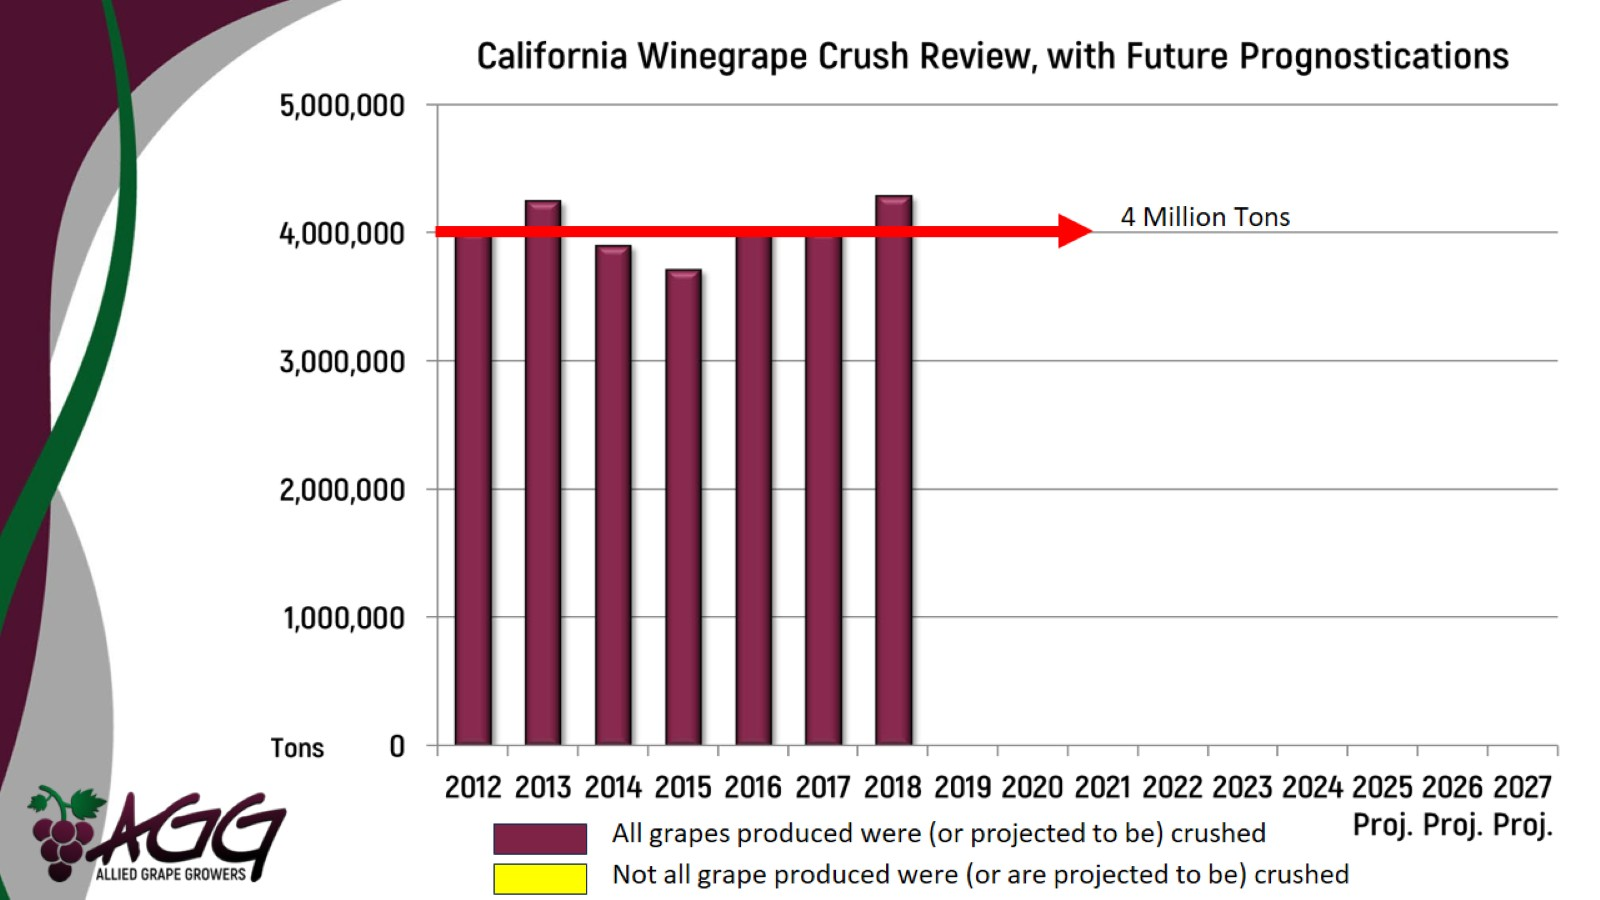 California Winegrape Crush Review, with Future Prognostications
5,000,000
4,000,000
4 Million Tons
3,000,000
2,000,000
1,000,000
Tons 0
2012 2013 2014 2015 2016 2017 2018 2019 2020 2021 2022 2023 2024 2025 2026 2027
Proj. Proj. Proj.
All grapes produced were (or projected to be) crushed
Not all grape produced were (or are projected to be) crushed
AGG
ALLIED GRAPE GROWERS